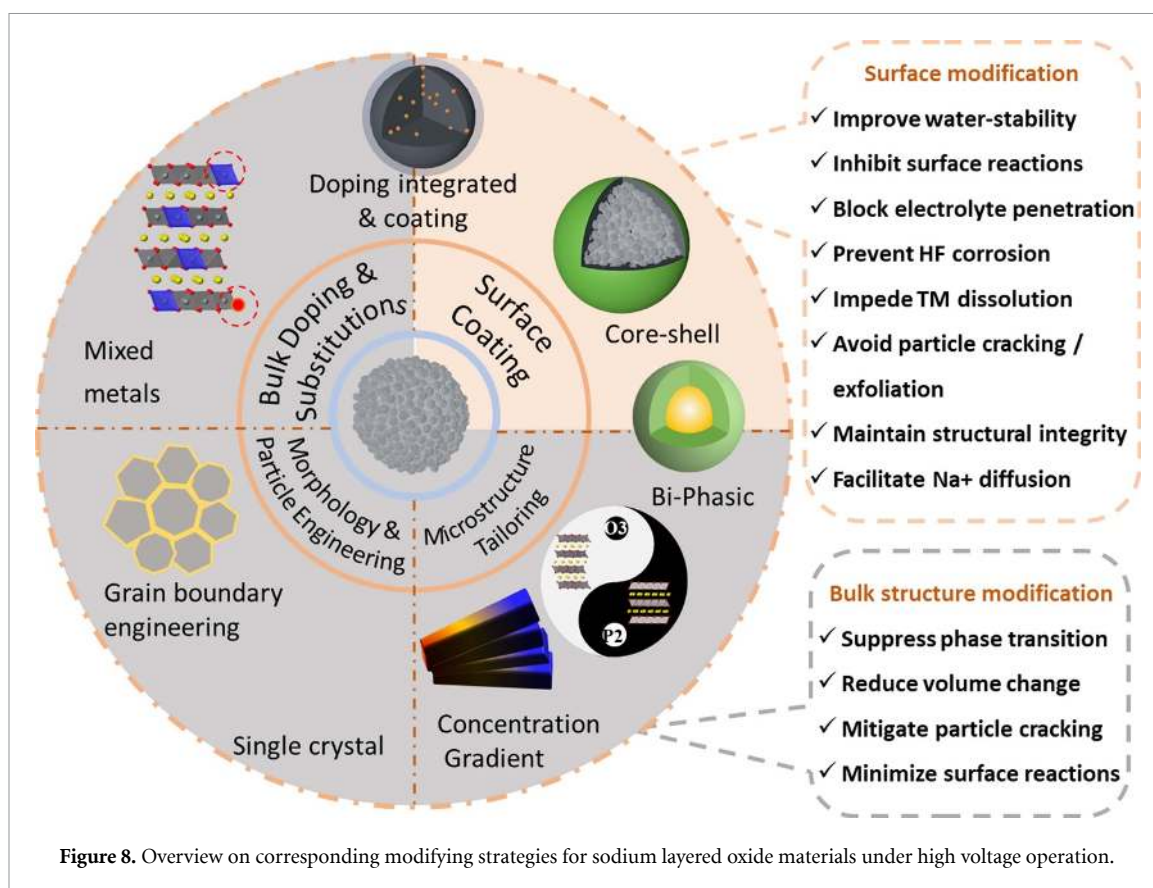 Doping integrated
& coating
Mixed
metals
Bulk Doping &
Substitutions
Surface
Coating
Core-shell
Bi-Phasic
Morphology &
Particle Engineering
Microstructure
Tailoring
O3
P2
Grain boundary
engineering
Single crystal
Concentration
Gradient
Surface modification
✓ Improve water-stability
✓ Inhibit surface reactions
✓ Block electrolyte penetration
✓ Prevent HF corrosion
✓ Impede TM dissolution
✓ Avoid particle cracking /
exfoliation
✓ Maintain structural integrity
✓ Facilitate Na+ diffusion
Bulk structure modification
✓ Suppress phase transition
✓ Reduce volume change
✓ Mitigate particle cracking
✓ Minimize surface reactions
Figure 8. Overview on corresponding modifying strategies for sodium layered oxide materials under high voltage operation.